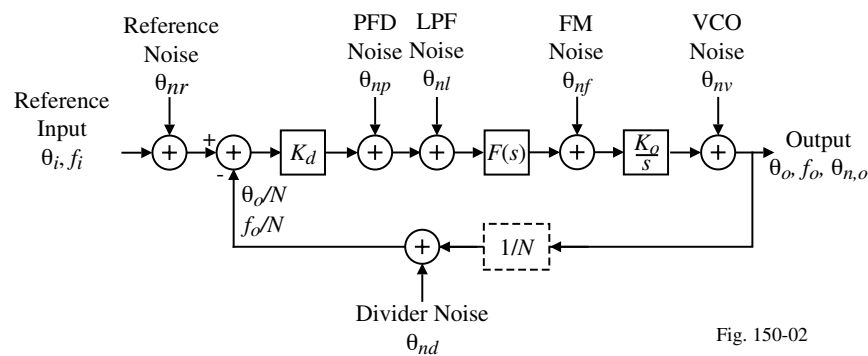 Reference
Noise
θnr
PFD
Noise
θnp
LPF
Noise
θnl
FM
Noise
θnf
VCO
Noise
θnv
Reference
Input
θi, fi
+
+
-
+
Kd
+
+
F(s)
+
Ko
s
+
Output
θo, fo, θn,o
θo/N
fo/N
+
1/N
Divider Noise
θnd
Fig. 150-02